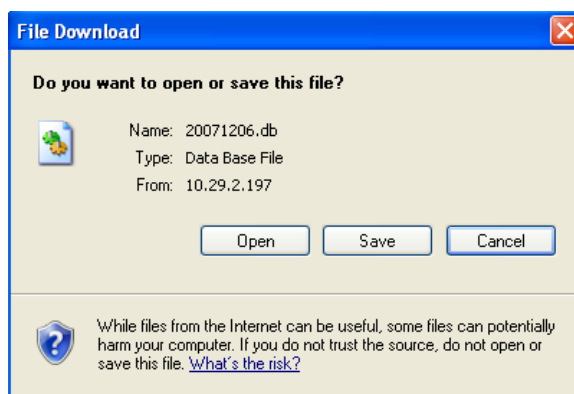 File Download
Do you want to open or save this file?
Name: 20071206.db
Type: Data Base File
From: 10.29.2.197
Open Save Cancel
While files from the Internet can be useful, some files can potentially
harm your computer. If you do not trust the source, do not open or
save this file. What's the risk?